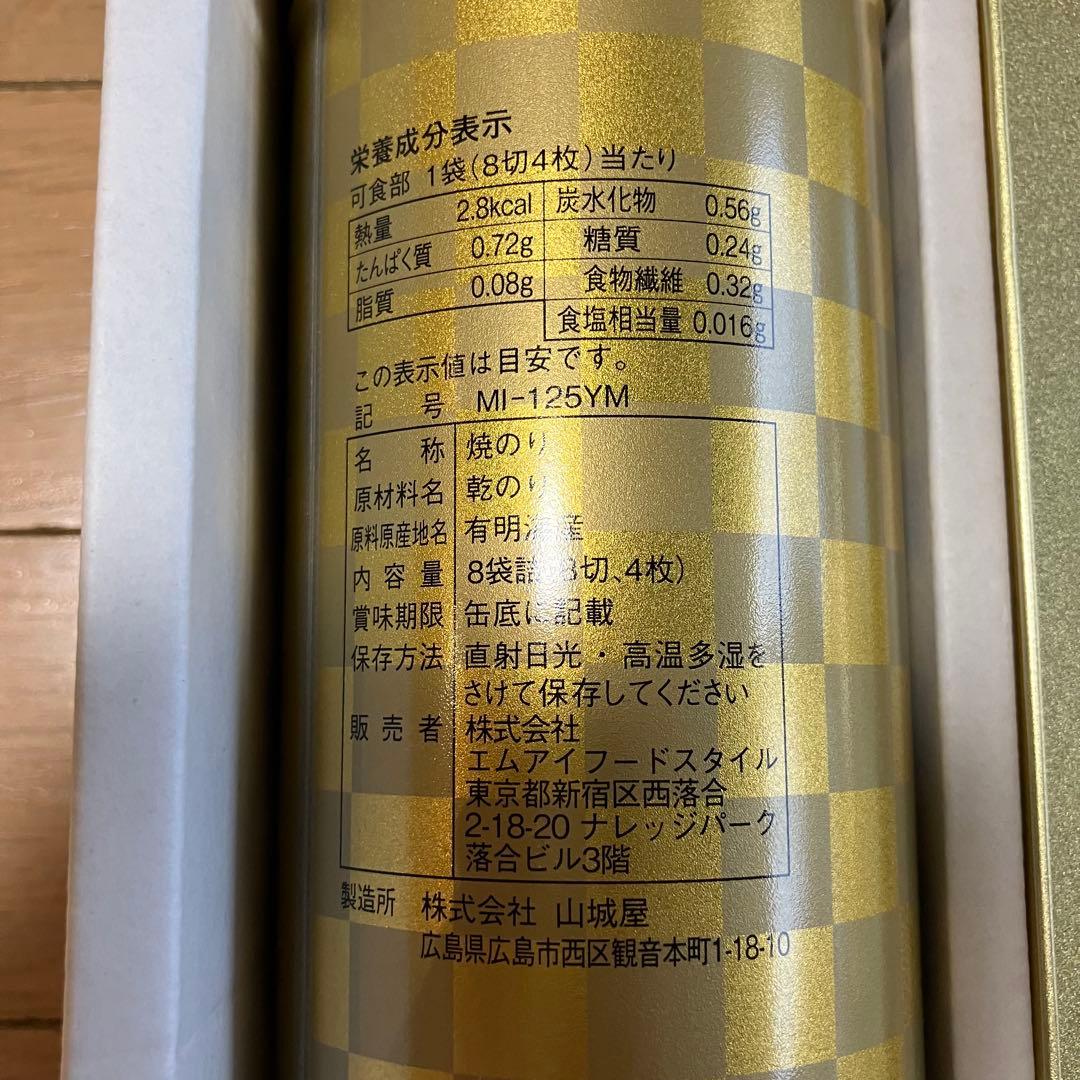 栄養成分表示
可食部 1袋(8切4枚)当たり
熱量 2.8kcal
たんぱく質 0.72g
脂質 0.08g
炭水化物 0.56g
糖質 0.24g
食物繊維 0.32g
食塩相当量 0.016g
この表示値は目安です。
記号 MI-125YM
名称 焼のり
原材料名 乾のり
原料原産地名 有明海産
内容量 8袋詰(8切、4枚)
賞味期限 缶底に記載
保存方法 直射日光・高温多湿を
さけて保存してください
販売者 株式会社
エムアイフードスタイル
東京都新宿区西落合
2-18-20 ナレッジパーク
落合ビル3階
製造所 株式会社 山城屋
広島県広島市西区観音本町1-18-10